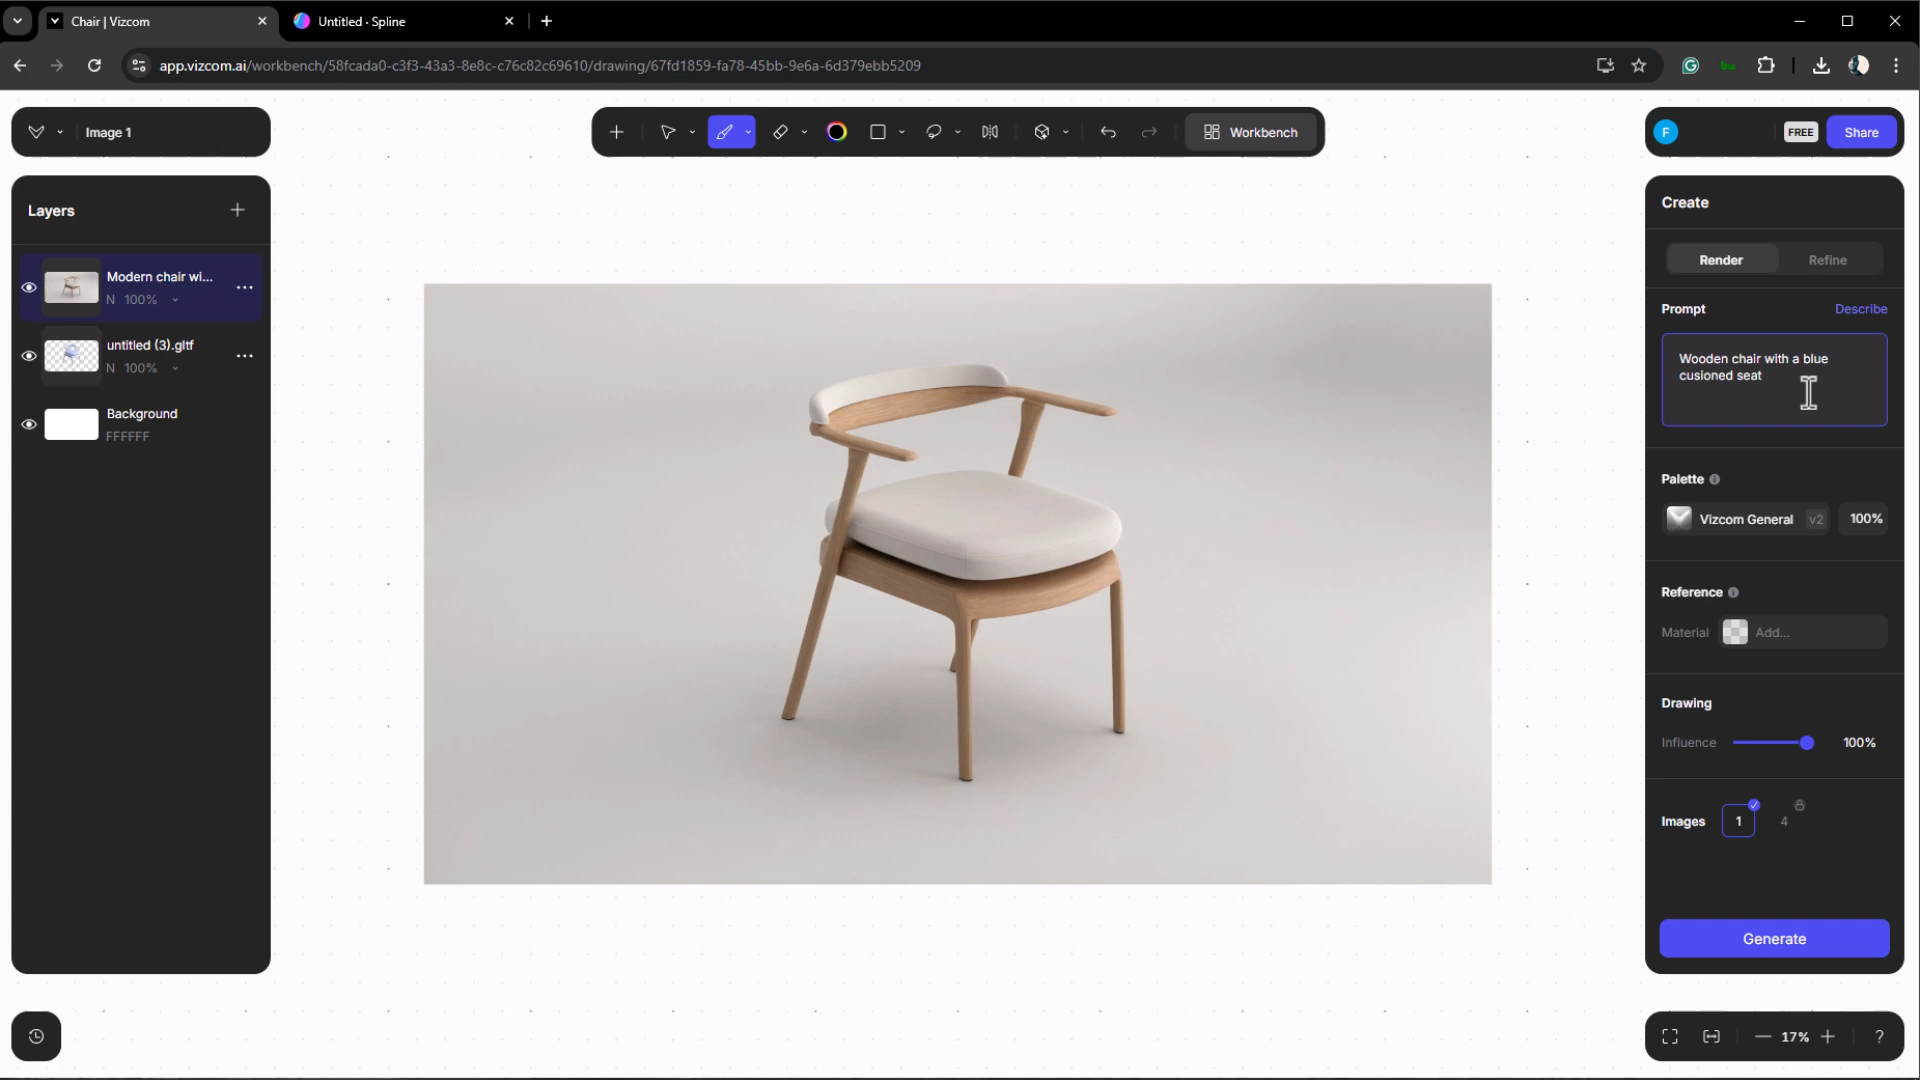 Chair | Vizcom
Untitled - Spline
app.vizcom.ai/workbench/58fcada0-c3f3-43a3-8e8c-c76c82c69610/drawing/67fd1859-fa78-45bb-9e6a-6d379ebb5209
bw
Image 1
Workbench
F
FREE
Share
Layers
Modern chair wi...
N 100%
untitled (3).gltf
N 100%
Background
FFFFFF
Create
Render
Refine
Prompt
Describe
Wooden chair with a blue
cusioned seat
Palette
Vizcom General v2 100%
Reference
Material Add...
Drawing
Influence 100%
Images 1 4
Generate
17%
?